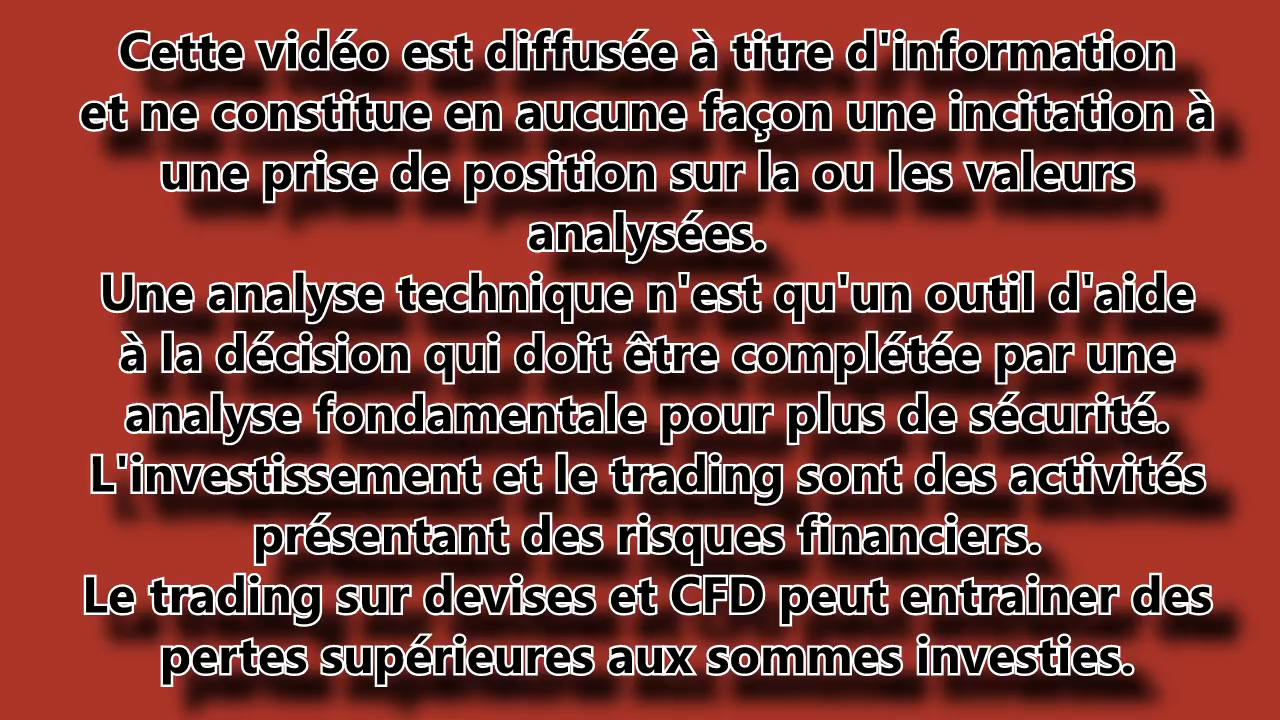 Cette vidéo est diffusée à titre d'information
et ne constitue en aucune façon une incitation à
une prise de position sur la ou les valeurs
analysées.
Une analyse technique n'est qu'un outil d'aide
à la décision qui doit être complétée par une
analyse fondamentale pour plus de sécurité.
L'investissement et le trading sont des activités
présentant des risques financiers.
Le trading sur devises et CFD peut entrainer des
pertes supérieures aux sommes investies.